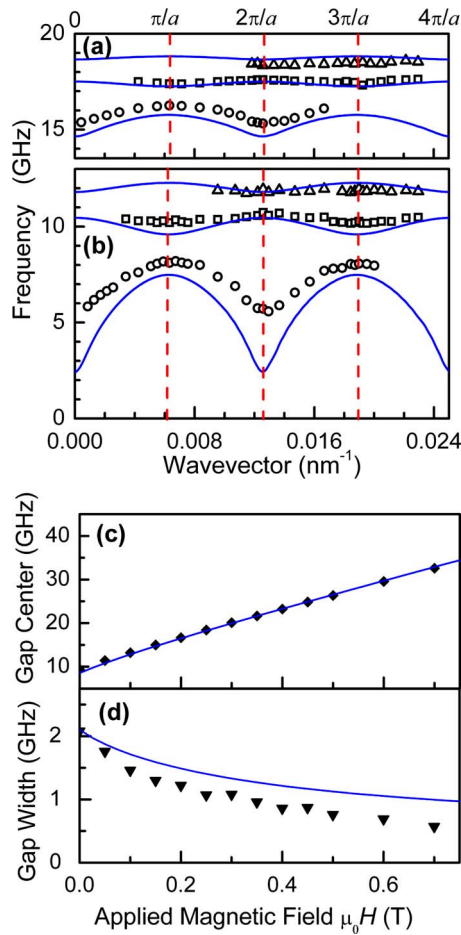 0 π/a 2π/a 3π/a 4π/a
(a)
20
15
(b)
10
5
0
Frequency (GHz)
0.000 0.008 0.016 0.024
Wavevector (nm⁻¹)
(c)
40
30
20
10
Gap Center (GHz)
(d)
2
1
0
Gap Width (GHz)
0.0 0.2 0.4 0.6
Applied Magnetic Field μ₀H (T)